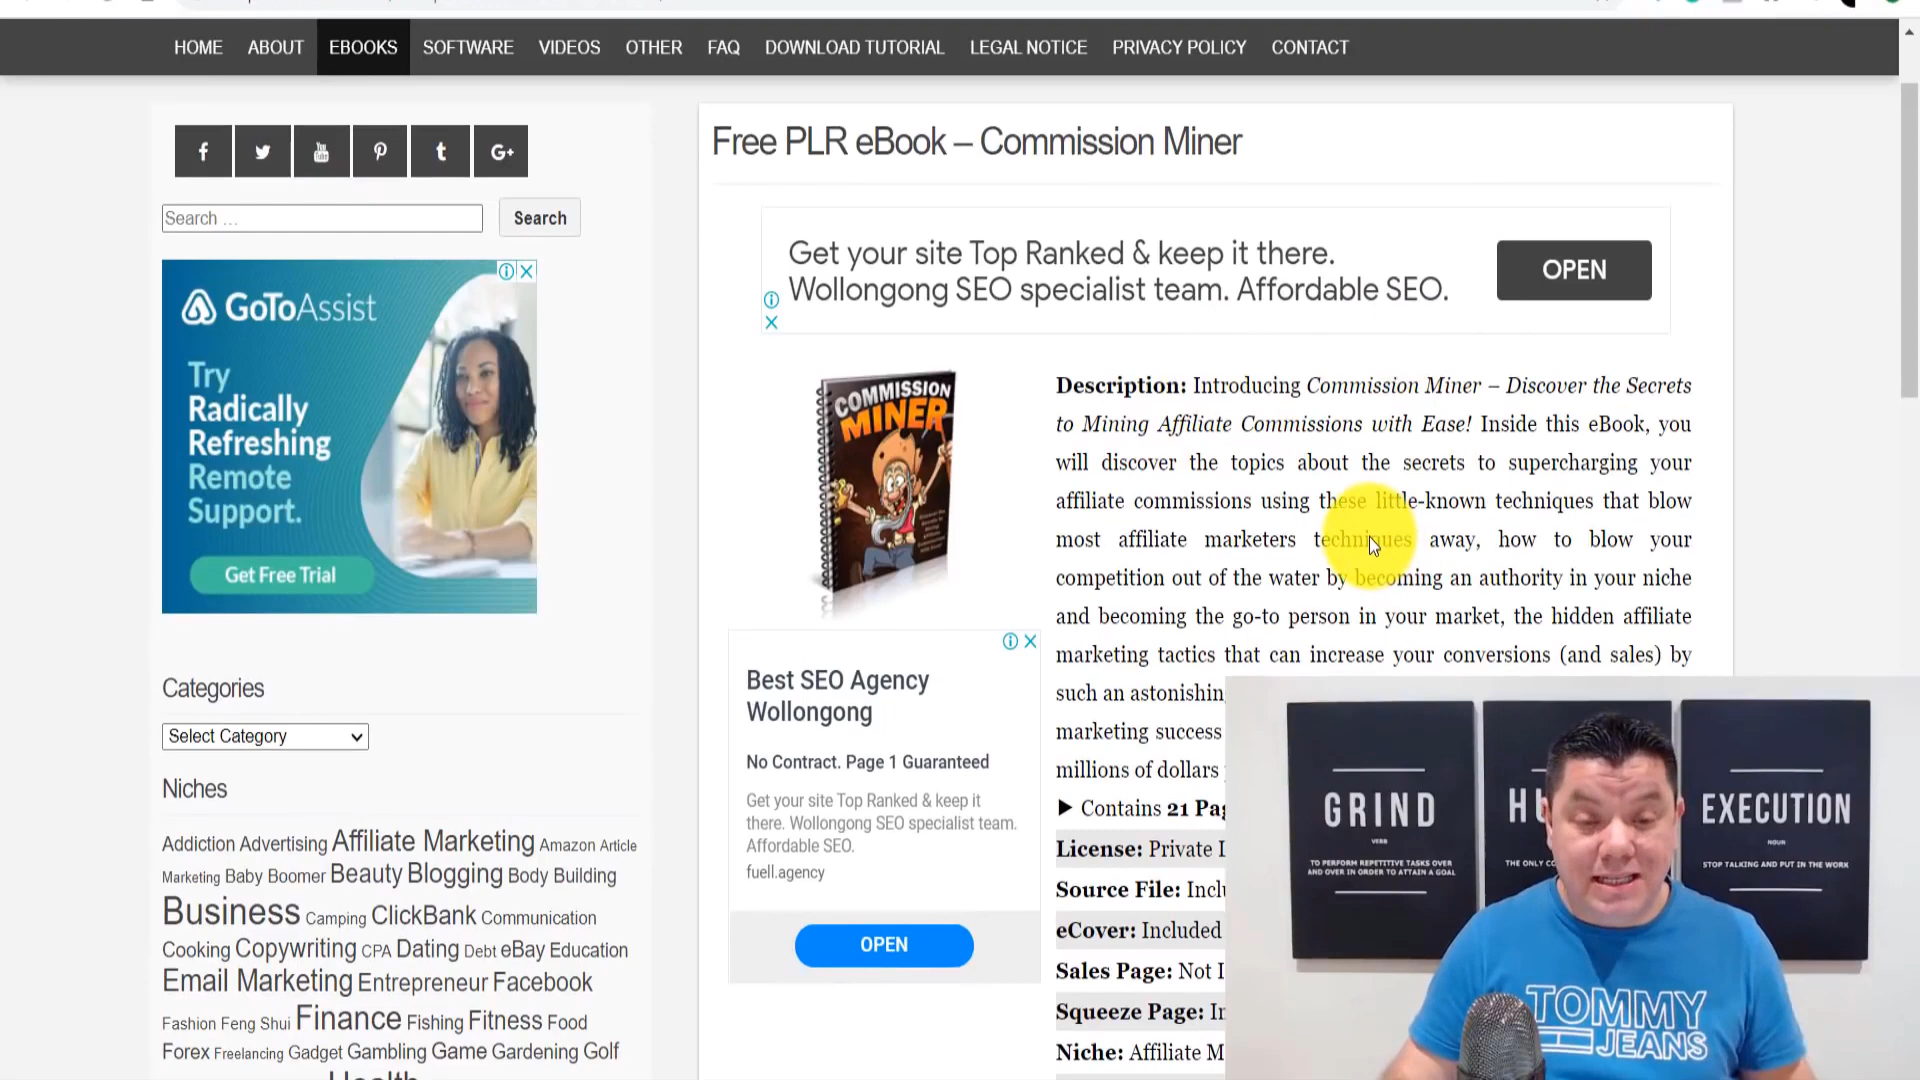 HOME ABOUT EBOOKS SOFTWARE VIDEOS OTHER FAQ DOWNLOAD TUTORIAL LEGAL NOTICE PRIVACY POLICY CONTACT
Search ...
Search
GoToAssist
Try
Radically
Refreshing
Remote
Support.
Get Free Trial
Categories
Select Category
Niches
Addiction Advertising Affiliate Marketing Amazon Article
Marketing Baby Boomer Beauty Blogging Body Building
Business Camping ClickBank Communication
Cooking Copywriting CPA Dating Debt eBay Education
Email Marketing Entrepreneur Facebook
Fashion Feng Shui Finance Fishing Fitness Food
Forex Freelancing Gadget Gambling Game Gardening Golf
Health
Free PLR eBook – Commission Miner
Get your site Top Ranked & keep it there.
Wollongong SEO specialist team. Affordable SEO.
OPEN
COMMISSION
MINER
Best SEO Agency
Wollongong
No Contract. Page 1 Guaranteed
Get your site Top Ranked & keep it
there. Wollongong SEO specialist team.
Affordable SEO.
fuell.agency
OPEN
Description: Introducing Commission Miner – Discover the Secrets
to Mining Affiliate Commissions with Ease! Inside this eBook, you
will discover the topics about the secrets to supercharging your
affiliate commissions using these little-known techniques that blow
most affiliate marketers techniques away, how to blow your
competition out of the water by becoming an authority in your niche
and becoming the go-to person in your market, the hidden affiliate
marketing tactics that can increase your conversions (and sales) by
such an astonishin
marketing success
millions of dollars
► Contains 21 Pag
License: Private L
Source File: Inclu
eCover: Included
Sales Page: Not I
Squeeze Page: In
Niche: Affiliate M
GRIND
VERB
TO PERFORM REPETITIVE TASKS OVER
AND OVER IN ORDER TO ATTAIN A GOAL
THE ONLY
EXECUTION
NOUN
STOP TALKING AND PUT IN THE WORK
TOMMY
JEANS